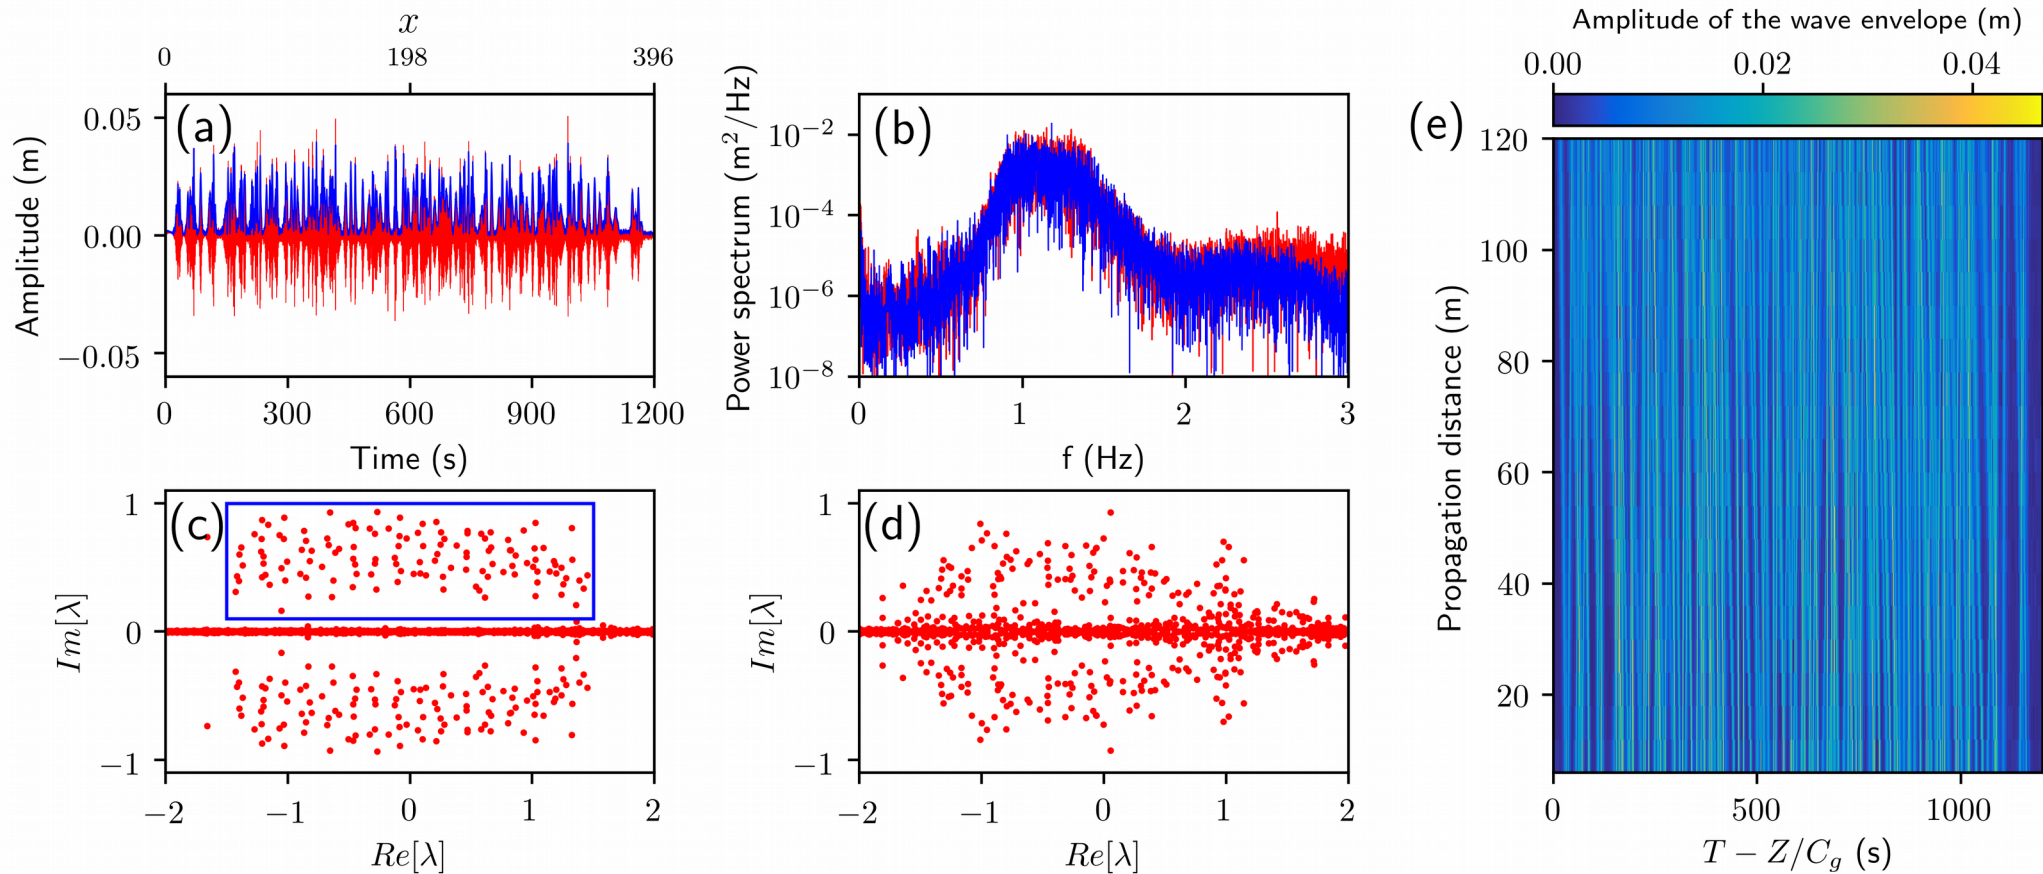 x
0 198 396
(a)
Amplitude (m)
0.05
0.00
−0.05
0 300 600 900 1200
Time (s)
(b)
Power spectrum (m²/Hz)
10⁻²
10⁻⁴
10⁻⁶
10⁻⁸
0 1 2 3
f (Hz)
(c)
Im[λ]
1
0
−1
−2 −1 0 1 2
Re[λ]
(d)
Im[λ]
1
0
−1
−2 −1 0 1 2
Re[λ]
Amplitude of the wave envelope (m)
0.00 0.02 0.04
(e)
Propagation distance (m)
120
100
80
60
40
20
0 500 1000
T − Z/C_g (s)